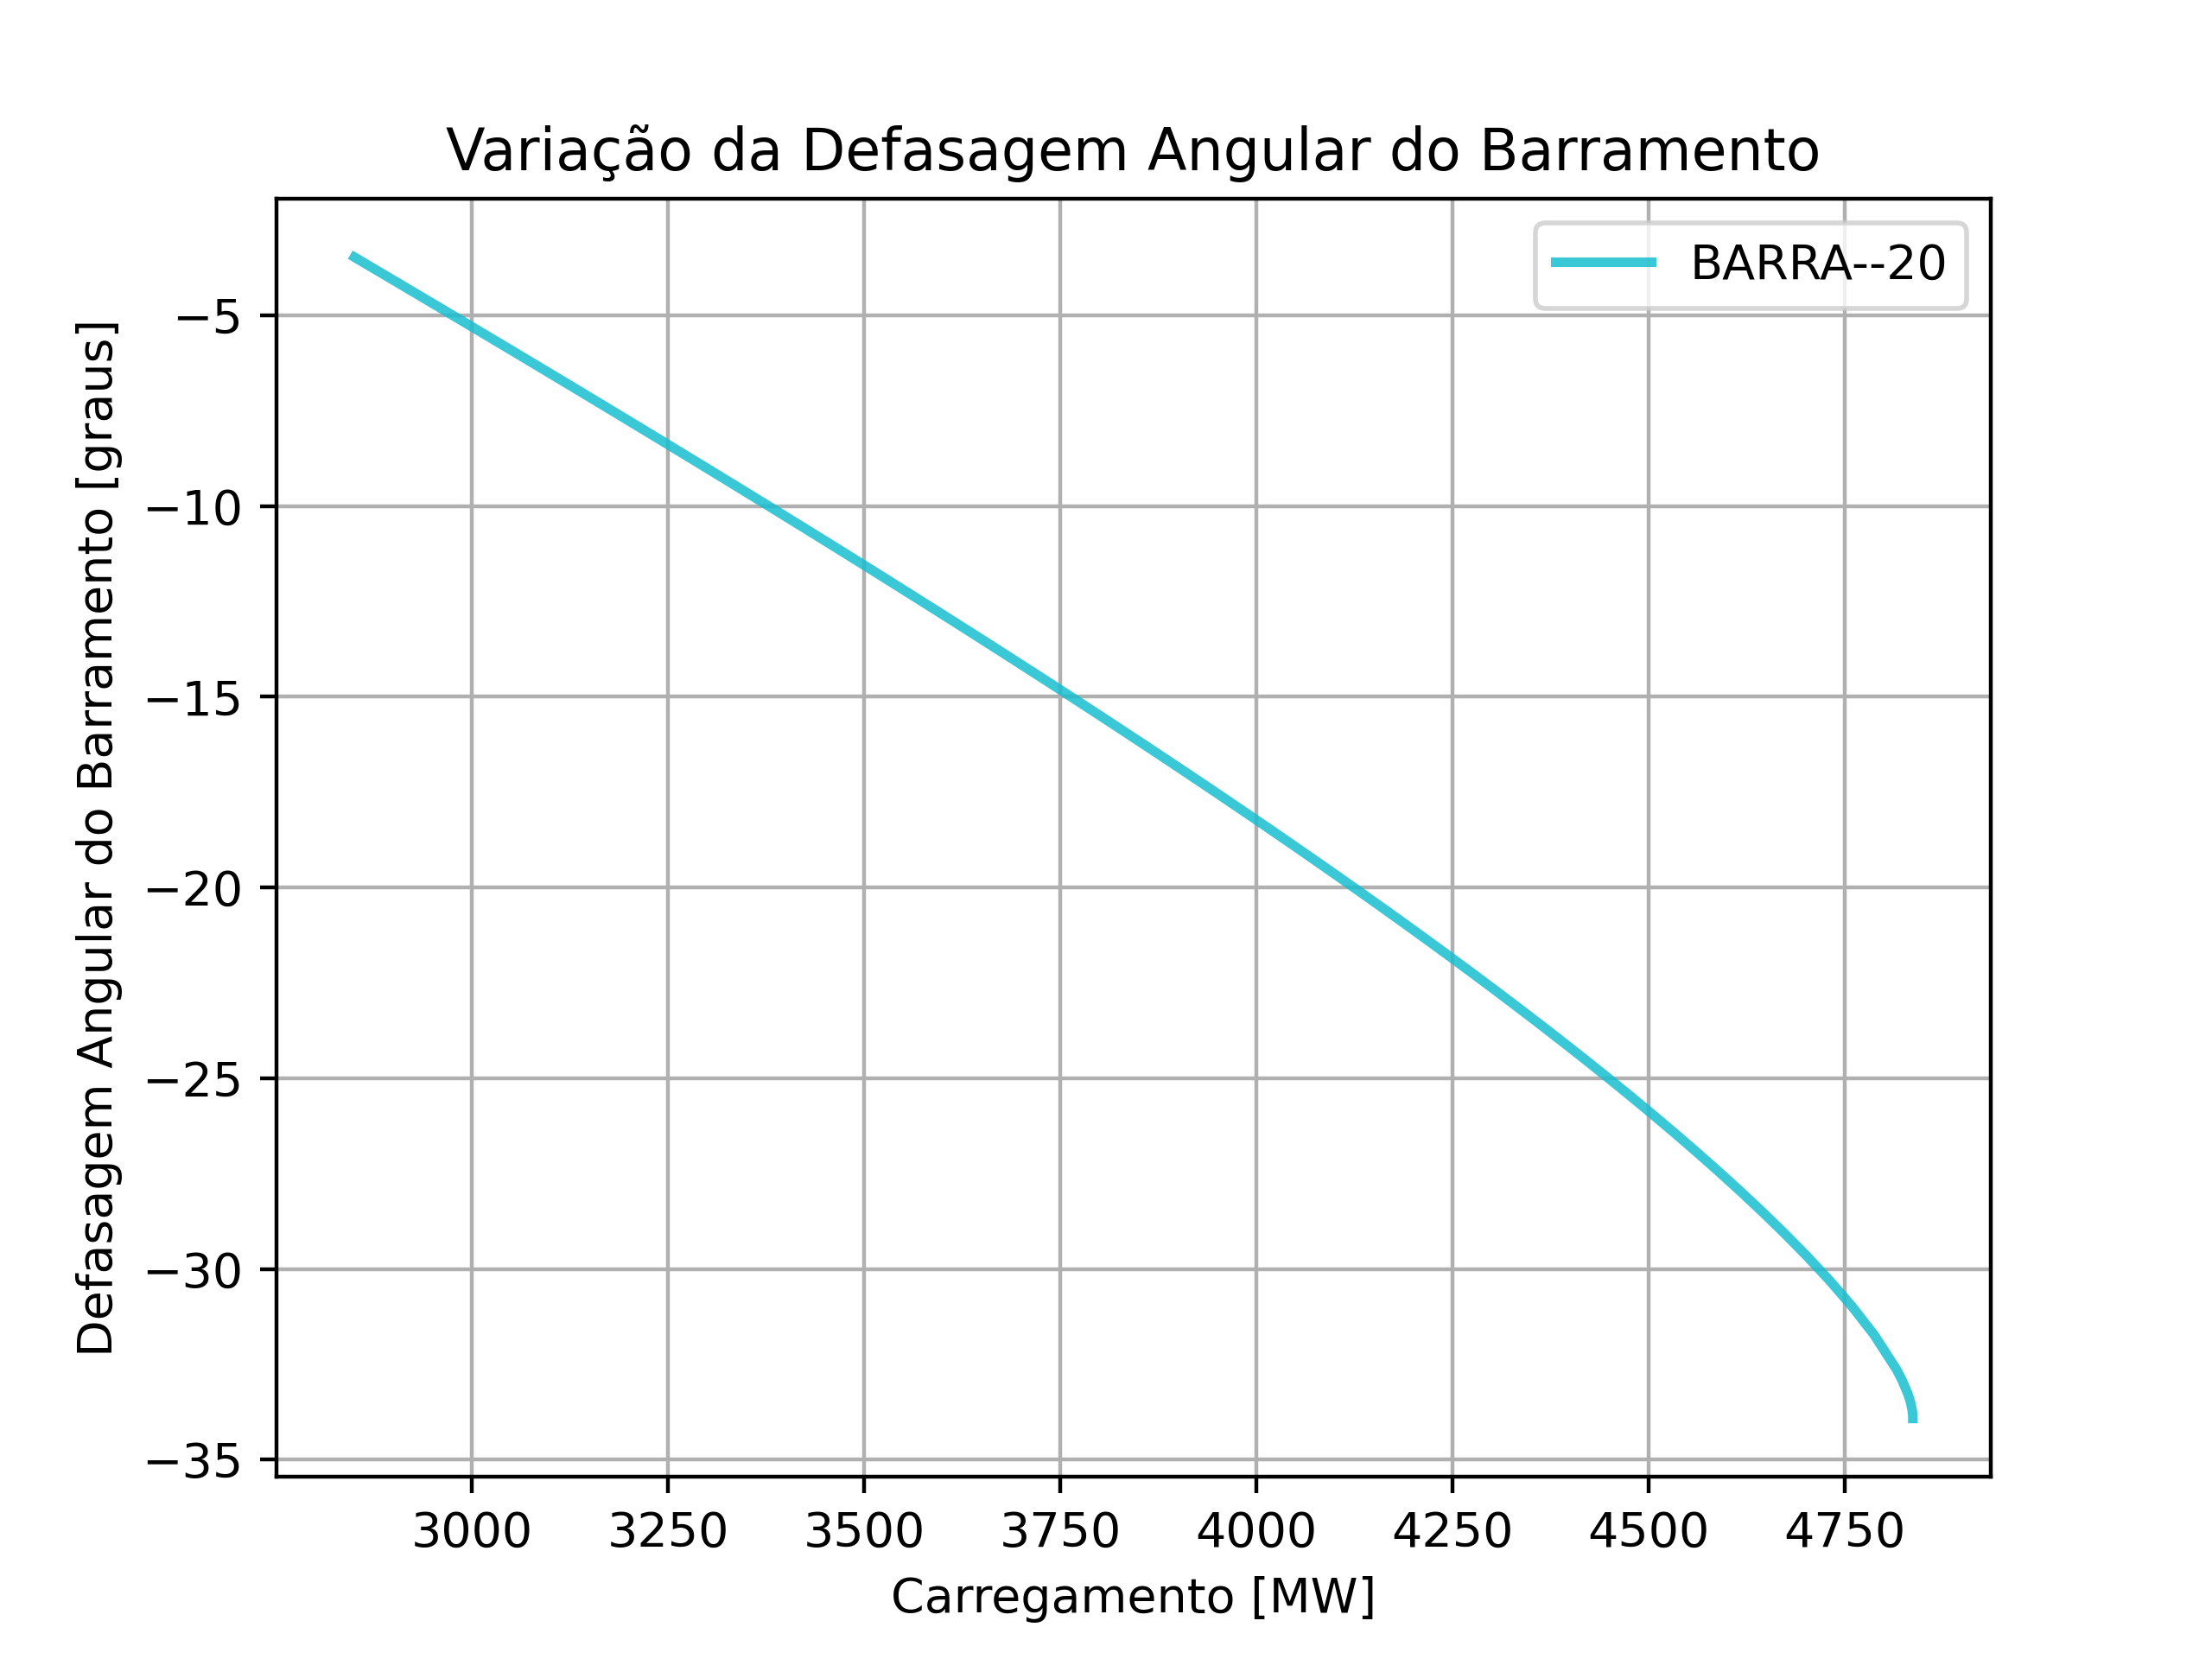 Variação da Defasagem Angular do Barramento
BARRA--20
Defasagem Angular do Barramento [graus]
−5
−10
−15
−20
−25
−30
−35
3000 3250 3500 3750 4000 4250 4500 4750
Carregamento [MW]